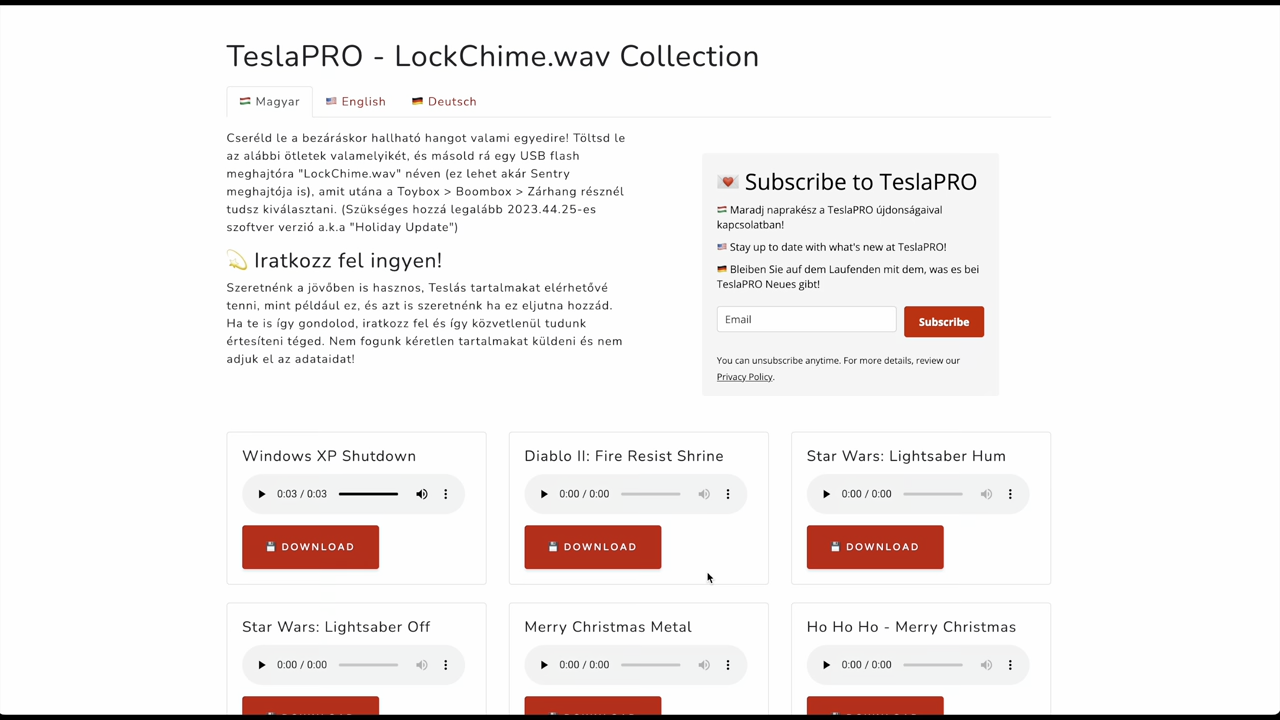 TeslaPRO - LockChime.wav Collection
Magyar
English
Deutsch
Cseréld le a bezáráskor hallható hangot valami egyedire! Töltsd le
az alábbi ötletek valamelyikét, és másold rá egy USB flash
meghajtóra "LockChime.wav" néven (ez lehet akár Sentry
meghajtója is), amit utána a Toybox > Boombox > Zárhang résznél
tudsz kiválasztani. (Szükséges hozzá legalább 2023.44.25-es
szoftver verzió a.k.a "Holiday Update")
Iratkozz fel ingyen!
Szeretnénk a jövőben is hasznos, Teslás tartalmakat elérhetővé
tenni, mint például ez, és azt is szeretnénk ha ez eljutna hozzád.
Ha te is így gondolod, iratkozz fel és így közvetlenül tudunk
értesíteni téged. Nem fogunk kéretlen tartalmakat küldeni és nem
adjuk el az adataidat!
Subscribe to TeslaPRO
Maradj naprakész a TeslaPRO újdonságaival
kapcsolatban!
Stay up to date with what's new at TeslaPRO!
Bleiben Sie auf dem Laufenden mit dem, was es bei
TeslaPRO Neues gibt!
Email
Subscribe
You can unsubscribe anytime. For more details, review our
Privacy Policy.
Windows XP Shutdown
0:03 / 0:03
DOWNLOAD
Diablo II: Fire Resist Shrine
0:00 / 0:00
DOWNLOAD
Star Wars: Lightsaber Hum
0:00 / 0:00
DOWNLOAD
Star Wars: Lightsaber Off
0:00 / 0:00
Merry Christmas Metal
0:00 / 0:00
Ho Ho Ho - Merry Christmas
0:00 / 0:00